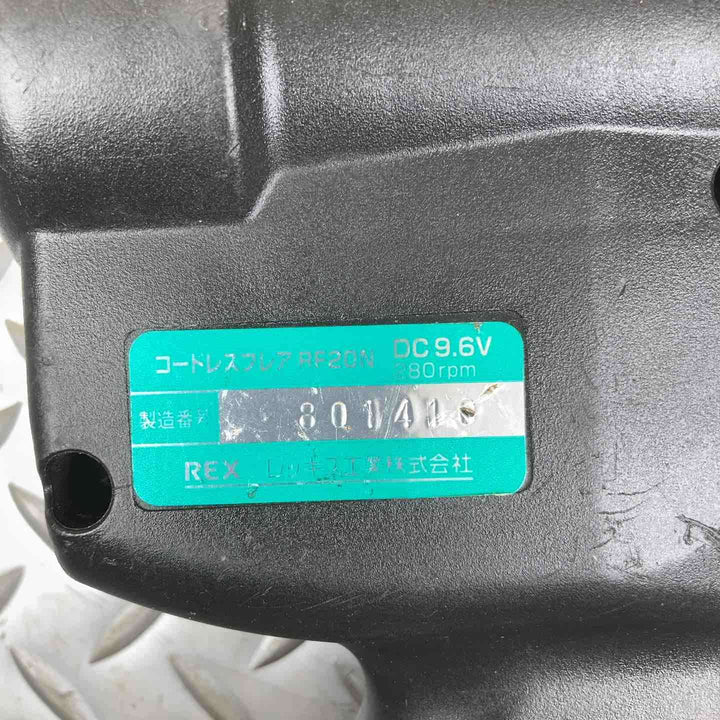 コードレスフレア RF20N DC 9.6V
280rpm
製造番号 801410
REX レッキス工業株式会社